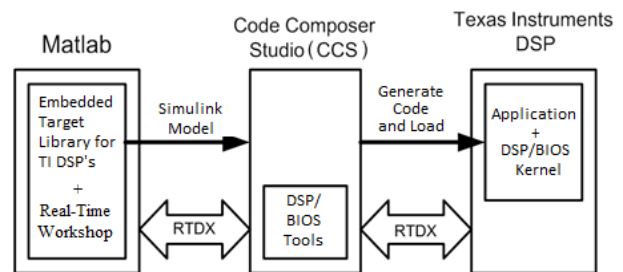 Matlab
Code Composer
Studio(CCS)
Texas Instruments
DSP
Embedded
Target
Library for
TI DSP's
+
Real-Time
Workshop
Simulink
Model
RTDX
DSP/
BIOS
Tools
Generate
Code
and Load
RTDX
Application
+
DSP/BIOS
Kernel